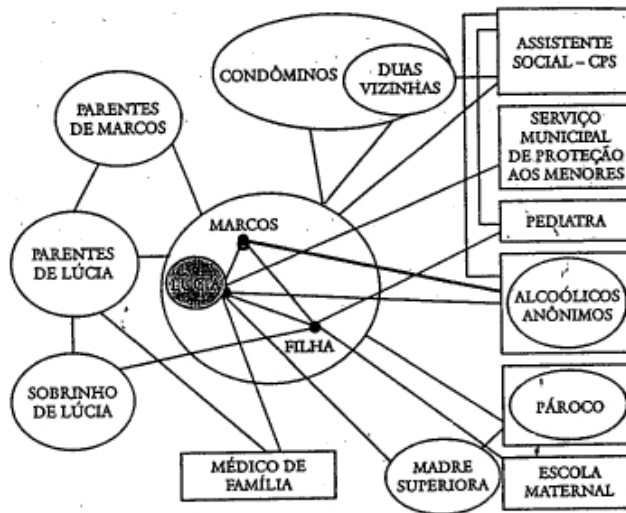 CONDÔMINOS
DUAS
VIZINHAS
ASSISTENTE
SOCIAL – CPS
PARENTES
DE MARCOS
SERVIÇO
MUNICIPAL
DE PROTEÇÃO
AOS MENORES
PEDIATRA
MARCOS
PARENTES
DE LÚCIA
LÚCIA
ALCOÓLICOS
ANÔNIMOS
FILHA
SOBRINHO
DE LÚCIA
PÁROCO
MÉDICO DE
FAMÍLIA
MADRE
SUPERIORA
ESCOLA
MATERNAL